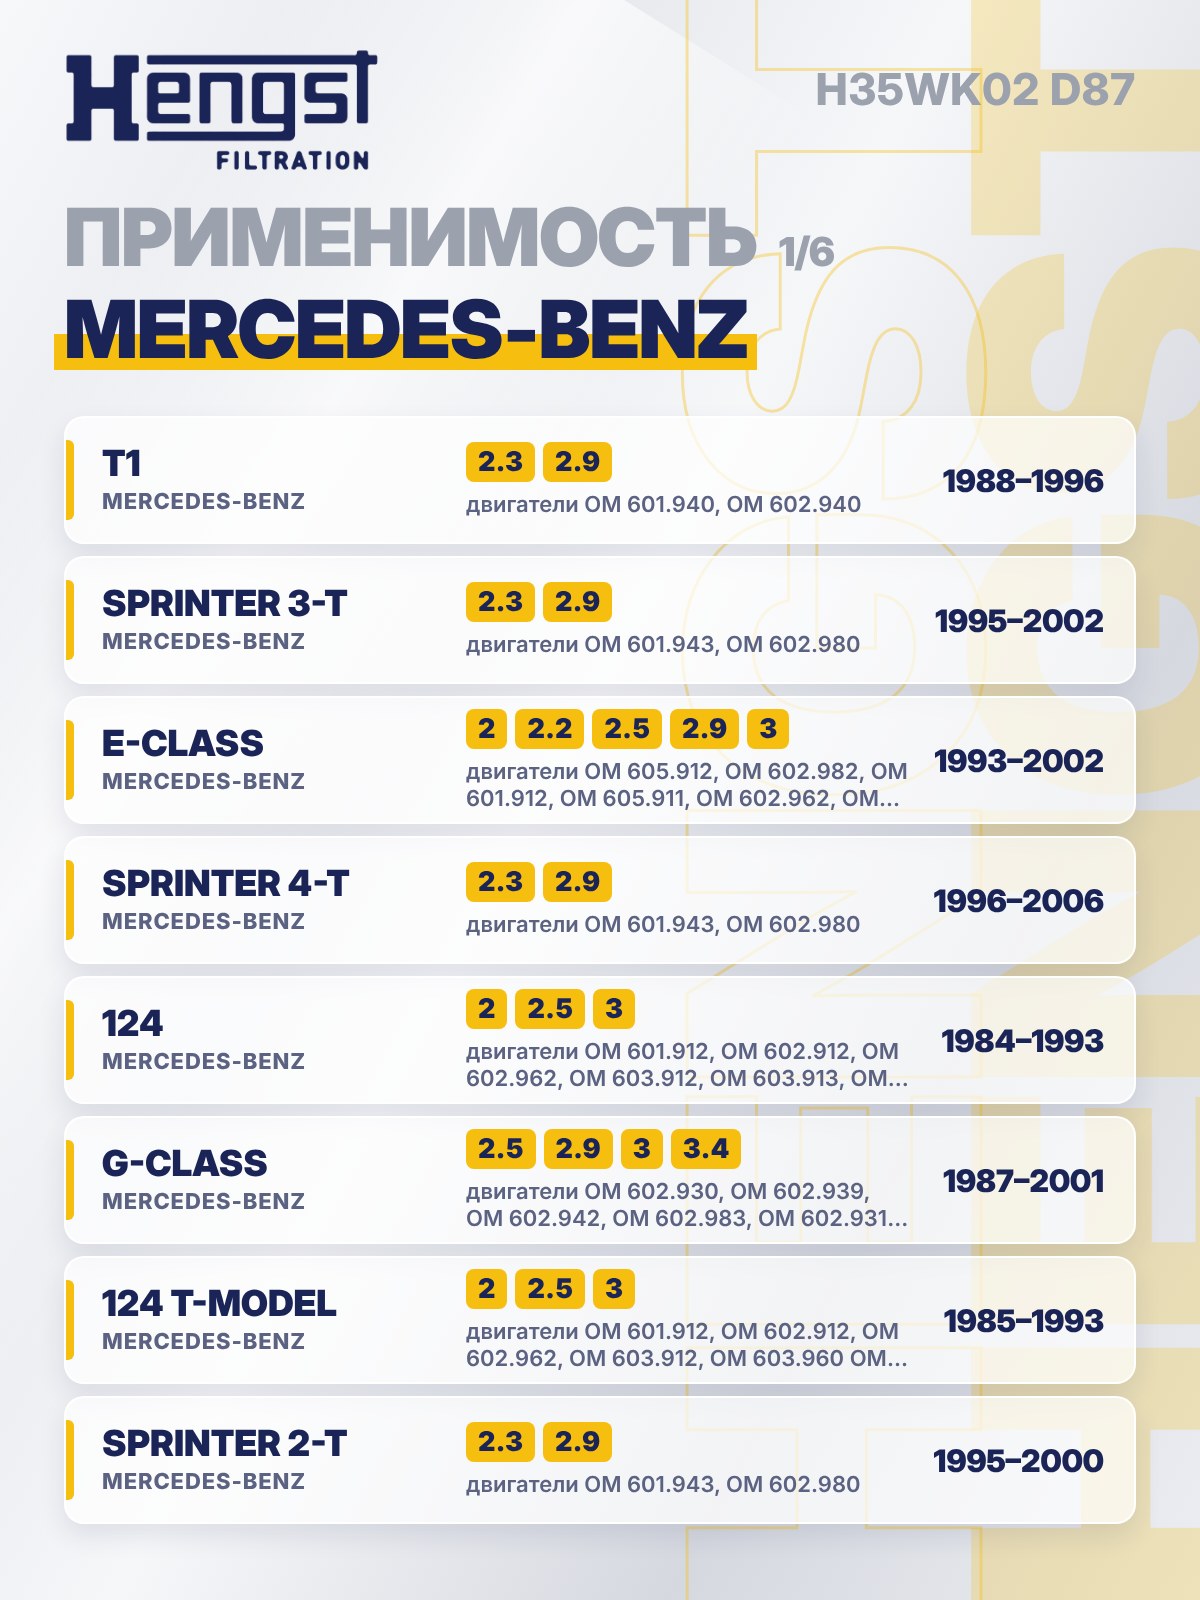 Hengst
FILTRATION
H35WK02 D87
ПРИМЕНИМОСТЬ 1/6
MERCEDES-BENZ
T1
MERCEDES-BENZ
2.3 2.9
двигатели OM 601.940, OM 602.940
1988–1996
SPRINTER 3-T
MERCEDES-BENZ
2.3 2.9
двигатели OM 601.943, OM 602.980
1995–2002
E-CLASS
MERCEDES-BENZ
2 2.2 2.5 2.9 3
двигатели OM 605.912, OM 602.982, OM
601.912, OM 605.911, OM 602.962, OM...
1993–2002
SPRINTER 4-T
MERCEDES-BENZ
2.3 2.9
двигатели OM 601.943, OM 602.980
1996–2006
124
MERCEDES-BENZ
2 2.5 3
двигатели OM 601.912, OM 602.912, OM
602.962, OM 603.912, OM 603.913, OM...
1984–1993
G-CLASS
MERCEDES-BENZ
2.5 2.9 3 3.4
двигатели OM 602.930, OM 602.939,
OM 602.942, OM 602.983, OM 602.931...
1987–2001
124 T-MODEL
MERCEDES-BENZ
2 2.5 3
двигатели OM 601.912, OM 602.912, OM
602.962, OM 603.912, OM 603.960 OM...
1985–1993
SPRINTER 2-T
MERCEDES-BENZ
2.3 2.9
двигатели OM 601.943, OM 602.980
1995–2000
HENGST
HENGST